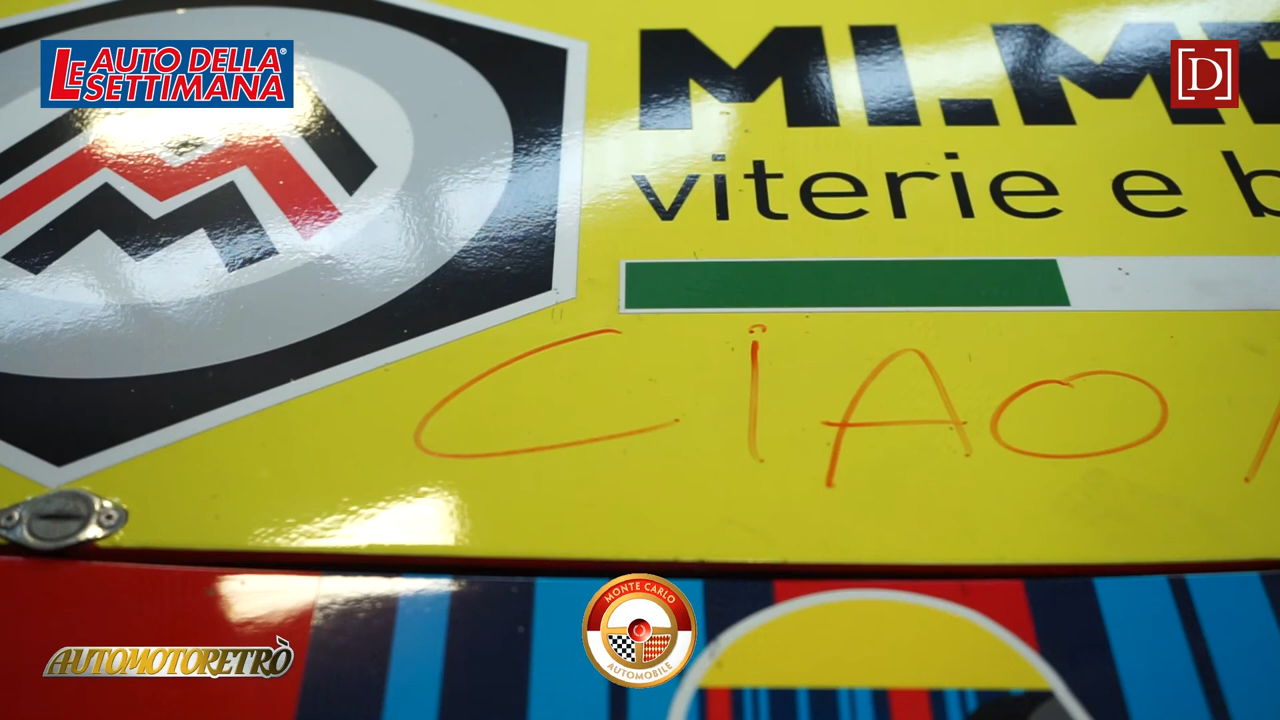 LE AUTO DELLA®
SETTIMANA
[D]
MI.M
viterie e b
CiAO
MONTE CARLO
AUTOMOBILE
AUTOMOTORETRÒ